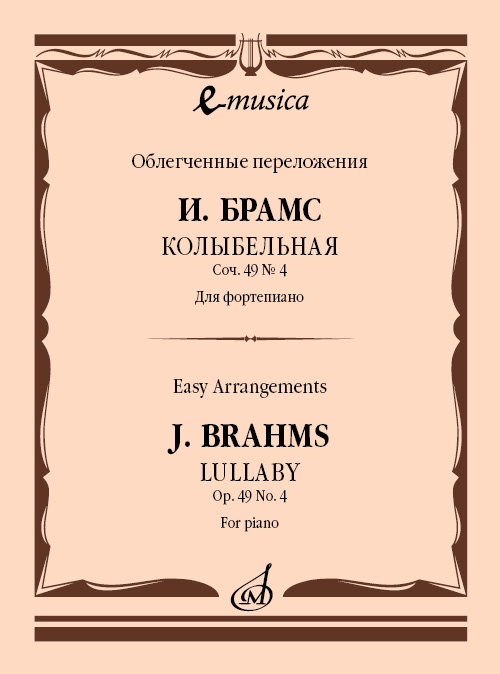 e-musica
Облегченные переложения
И. БРАМС
КОЛЫБЕЛЬНАЯ
Соч. 49 № 4
Для фортепиано
Easy Arrangements
J. BRAHMS
LULLABY
Op. 49 No. 4
For piano
М